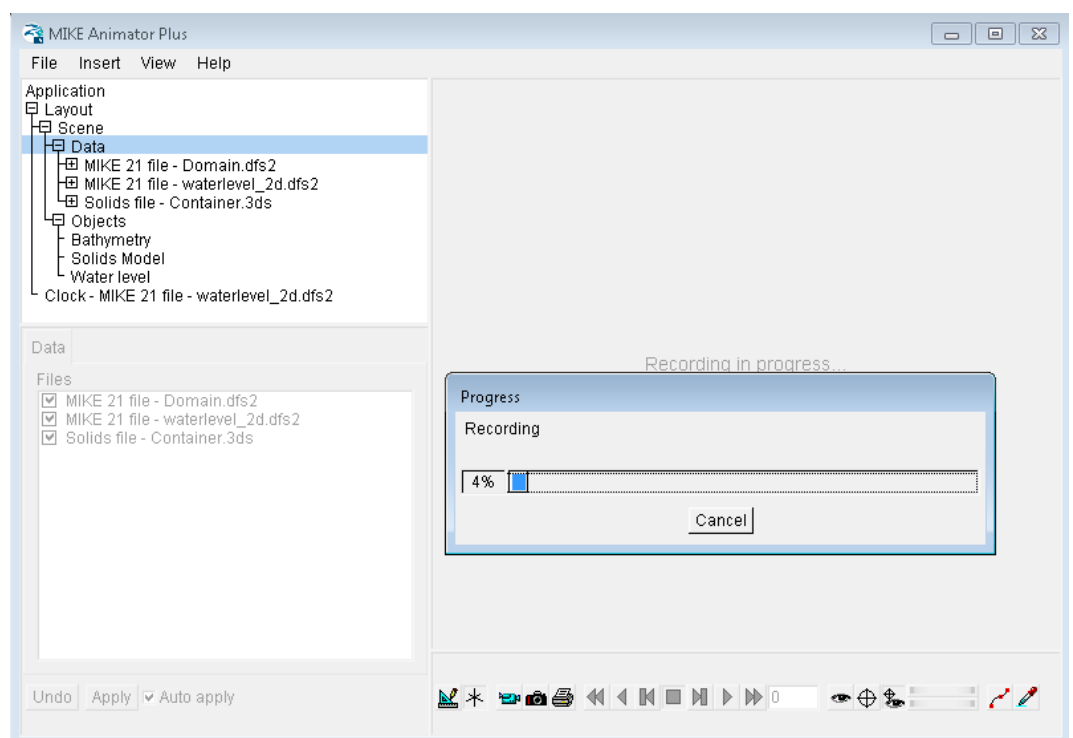 MIKE Animator Plus
File Insert View Help
Application
Layout
Scene
Data
MIKE 21 file - Domain.dfs2
MIKE 21 file - waterlevel_2d.dfs2
Solids file - Container.3ds
Objects
Bathymetry
Solids Model
Water level
Clock - MIKE 21 file - waterlevel_2d.dfs2
Data
Files
MIKE 21 file - Domain.dfs2
MIKE 21 file - waterlevel_2d.dfs2
Solids file - Container.3ds
Undo Apply Auto apply
Recording in progress...
Progress
Recording
4%
Cancel
0